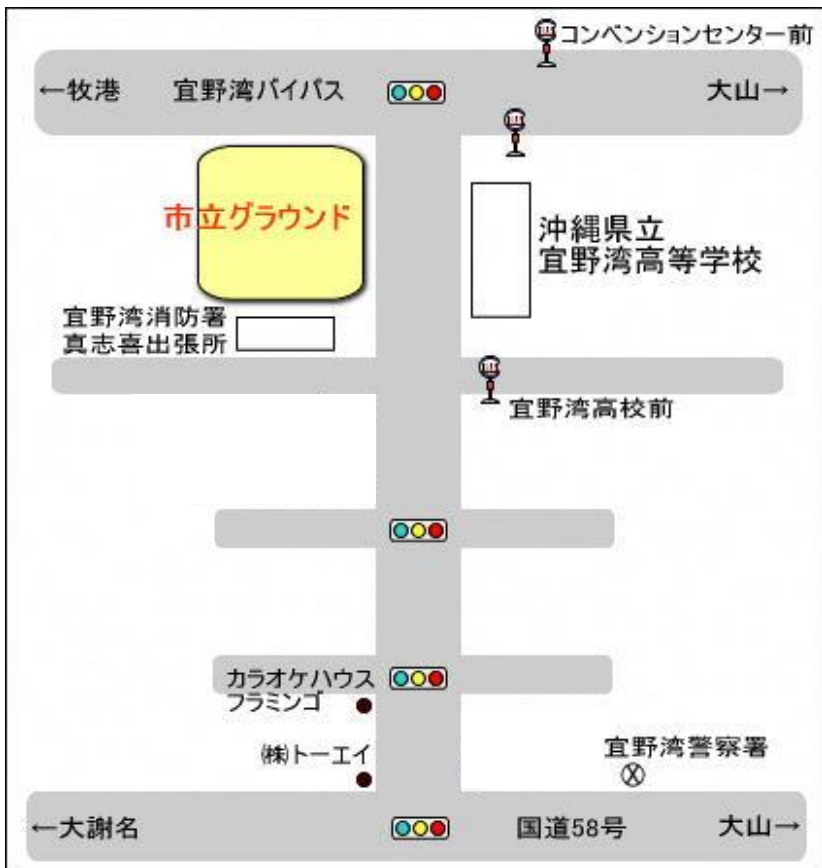 コンベンションセンター前
←牧港 宜野湾バイパス 大山→
市立グラウンド
沖縄県立
宜野湾高等学校
宜野湾消防署
真志喜出張所
宜野湾高校前
カラオケハウス
フラミンゴ
㈱トーエイ
宜野湾警察署
←大謝名 国道58号 大山→